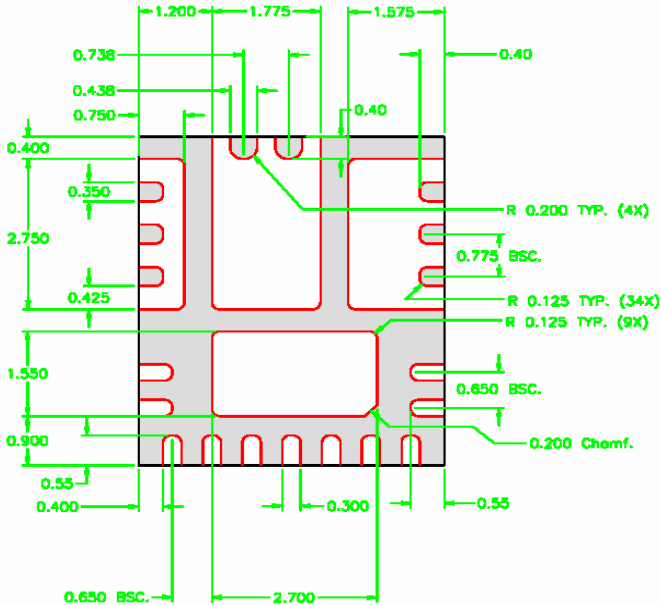 1.200
1.775
1.575
0.738
0.40
0.438
0.750
0.40
0.400
0.350
R 0.200 TYP. (4X)
2.750
0.775 BSC.
0.425
R 0.125 TYP. (34X)
R 0.125 TYP. (9X)
1.550
0.650 BSC.
0.900
0.200 Chamf.
0.55
0.400
0.300
0.55
0.650 BSC.
2.700